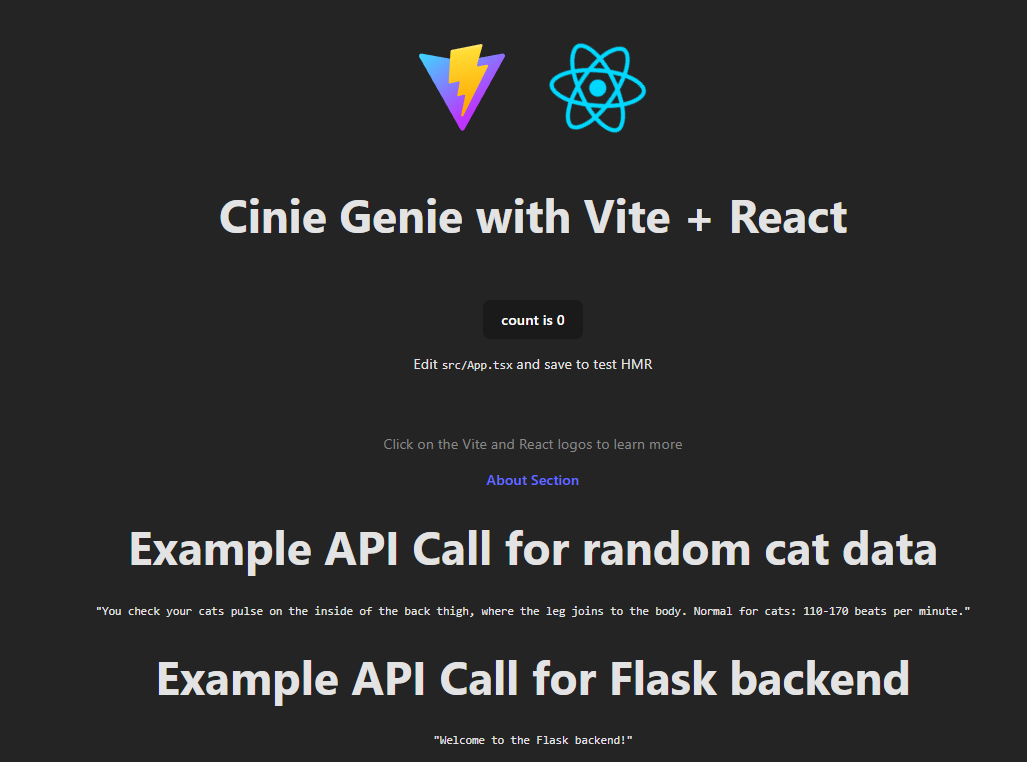 Cinie Genie with Vite + React
count is 0
Edit src/App.tsx and save to test HMR
Click on the Vite and React logos to learn more
About Section
Example API Call for random cat data
"You check your cats pulse on the inside of the back thigh, where the leg joins to the body. Normal for cats: 110-170 beats per minute."
Example API Call for Flask backend
"Welcome to the Flask backend!"